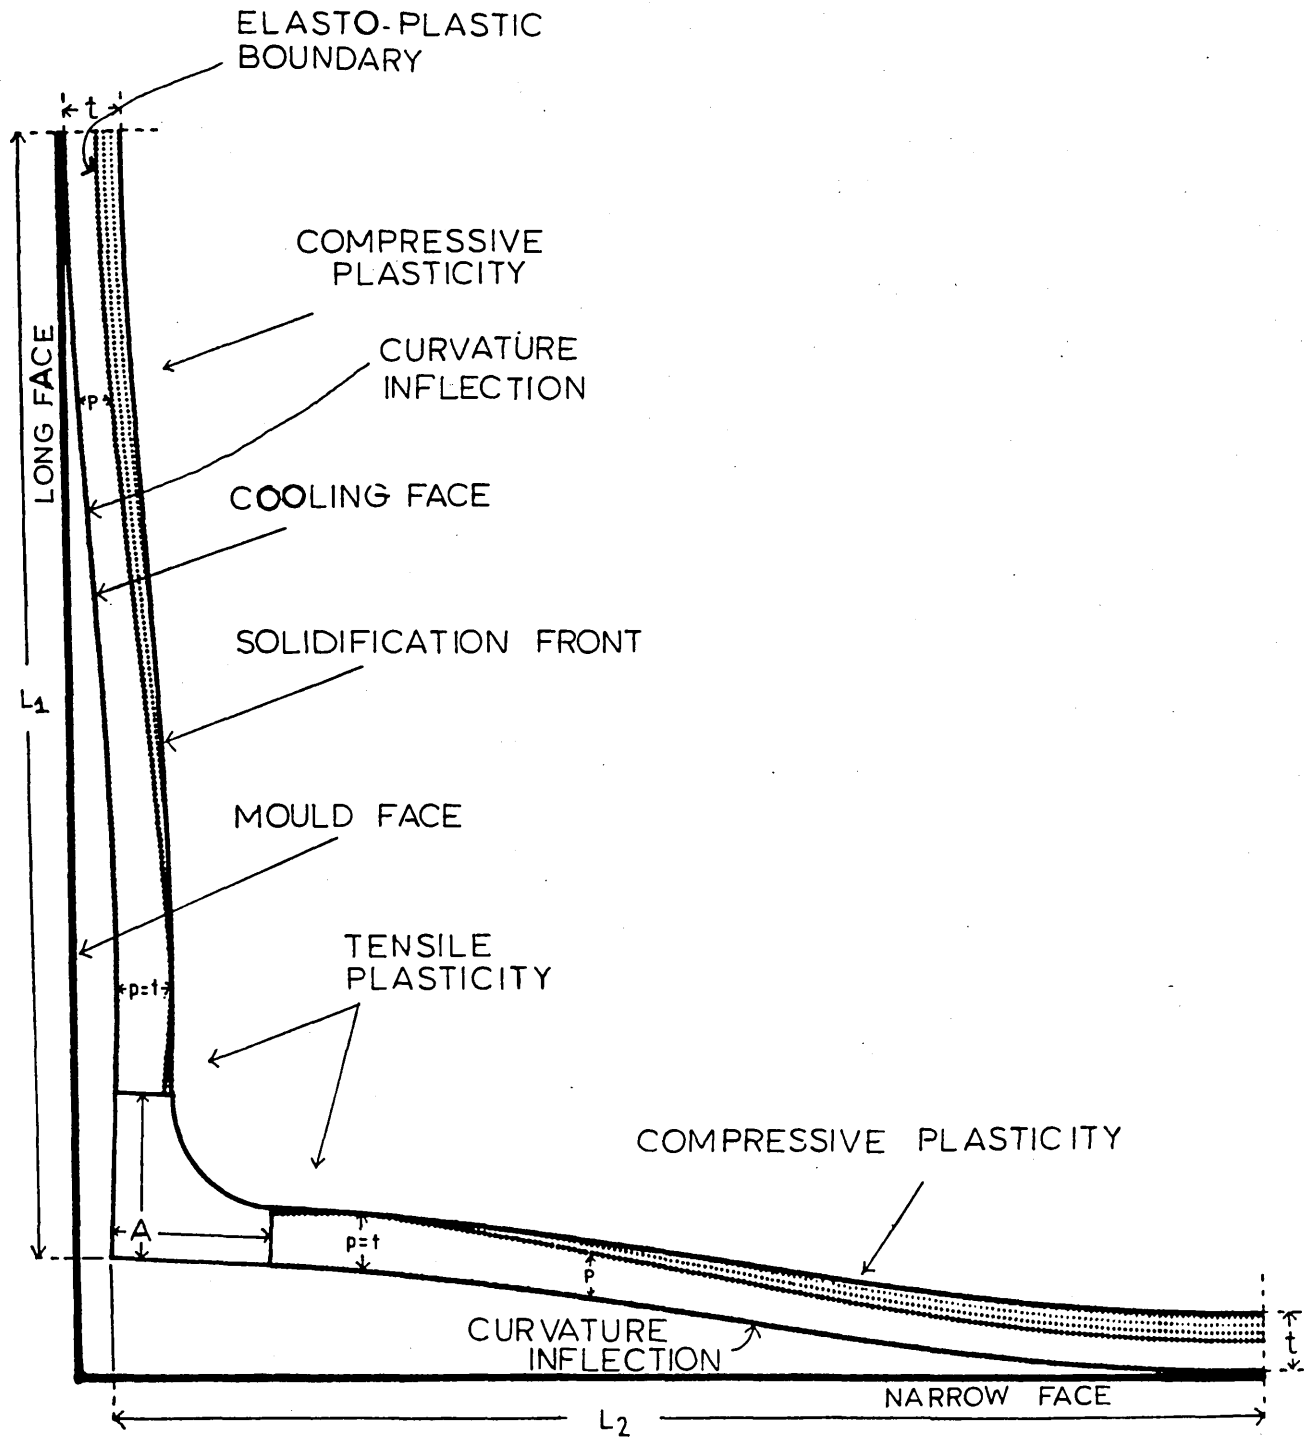 ELASTO-PLASTIC
BOUNDARY
t
COMPRESSIVE
PLASTICITY
CURVATURE
INFLECTION
LONG FACE
p
COOLING FACE
SOLIDIFICATION FRONT
L1
MOULD FACE
TENSILE
PLASTICITY
p=t
COMPRESSIVE PLASTICITY
A
p=t
p
CURVATURE
INFLECTION
t
NARROW FACE
L2